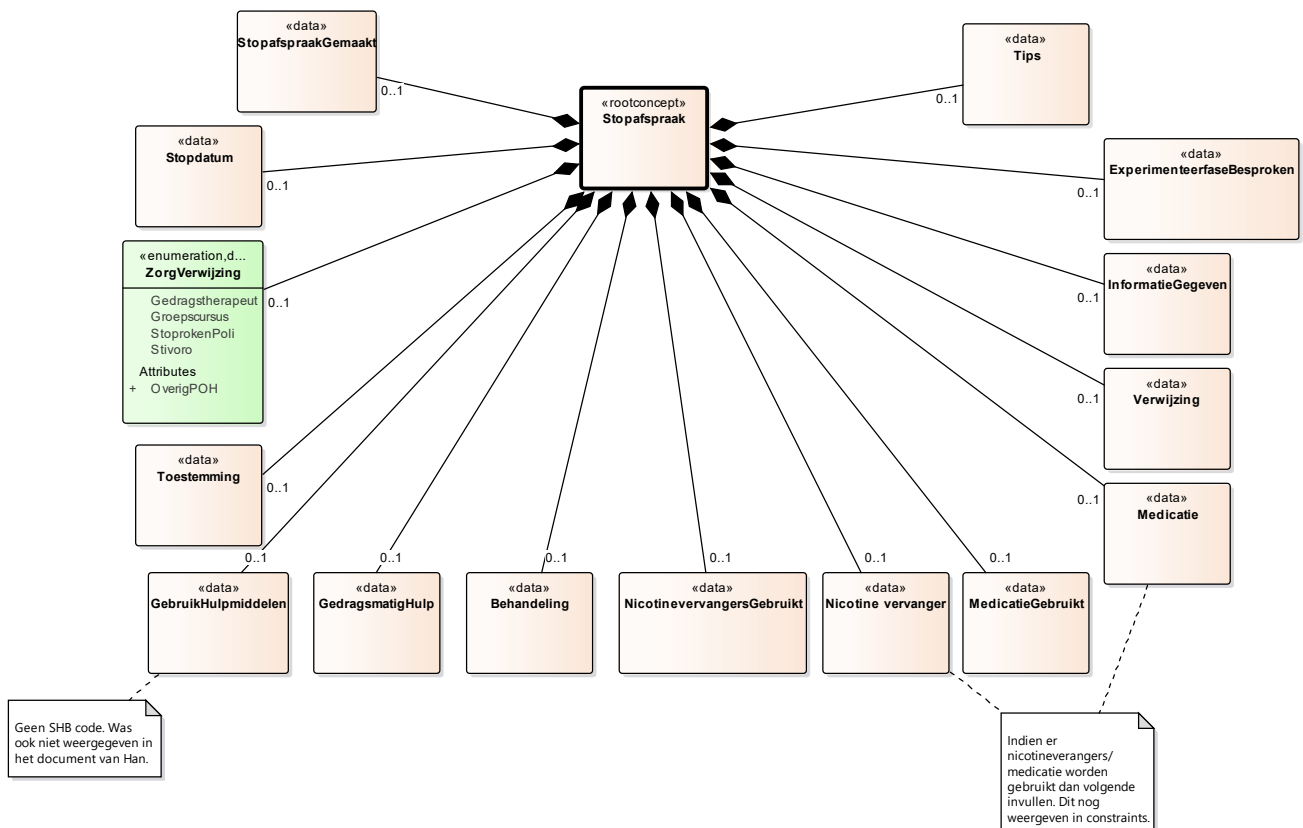 «data»
StopafspraakGemaakt
0..1
«data»
Tips
0..1
«rootconcept»
Stopafspraak
«data»
Stopdatum
0..1
«data»
ExperimenteerfaseBesproken
0..1
«enumeration,d...
ZorgVerwijzing
Gedragstherapeut
Groepscursus
StoprokenPoli
Stivoro
Attributes
+ OverigPOH
0..1
«data»
InformatieGegeven
0..1
«data»
Verwijzing
0..1
«data»
Toestemming
0..1
«data»
Medicatie
0..1
0..1
«data»
GebruikHulpmiddelen
0..1
«data»
GedragsmatigHulp
0..1
«data»
Behandeling
0..1
«data»
NicotinevervangersGebruikt
0..1
«data»
Nicotine vervanger
0..1
«data»
MedicatieGebruikt
Geen SHB code. Was
ook niet weergegeven in
het document van Han.
Indien er
nicotineverangers/
medicatie worden
gebruikt dan volgende
invullen. Dit nog
weergeven in constraints.